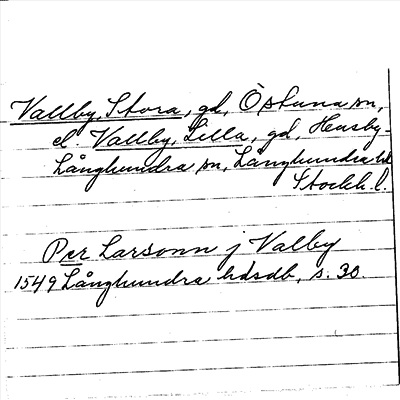 Vallby, Stora, gd, Östuna sn,
el. Vallby, Lilla, gd, Husby-
Långhundra sn, Långhundra hd
Stockh. l.
Per Larsonn j Valby
1549 Långhundra hdsdb, s. 30.